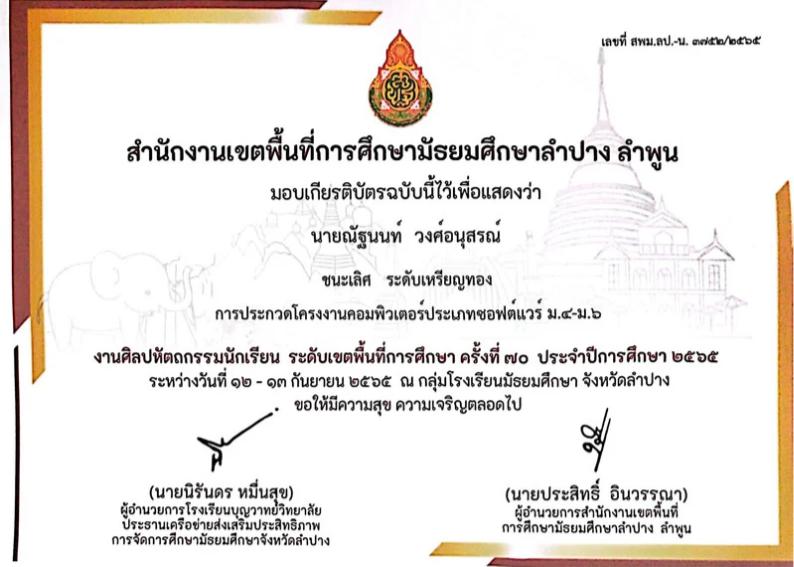 เลขที่ สพม.ลป.-น. ๓๗๕๒/๒๕๖๕
สำนักงานเขตพื้นที่การศึกษามัธยมศึกษาลำปาง ลำพูน
มอบเกียรติบัตรฉบับนี้ไว้เพื่อแสดงว่า
นายณัฐนนท์ วงศ์อนุสรณ์
ชนะเลิศ ระดับเหรียญทอง
การประกวดโครงงานคอมพิวเตอร์ประเภทซอฟต์แวร์ ม.๔-ม.๖
งานศิลปหัตถกรรมนักเรียน ระดับเขตพื้นที่การศึกษา ครั้งที่ ๗๐ ประจำปีการศึกษา ๒๕๖๕
ระหว่างวันที่ ๑๒ - ๑๓ กันยายน ๒๕๖๕ ณ กลุ่มโรงเรียนมัธยมศึกษา จังหวัดลำปาง
ขอให้มีความสุข ความเจริญตลอดไป
(นายนิรันดร หมื่นสุข)
ผู้อำนวยการโรงเรียนบุญวาทย์วิทยาลัย
ประธานเครือข่ายส่งเสริมประสิทธิภาพ
การจัดการศึกษามัธยมศึกษาจังหวัดลำปาง
(นายประสิทธิ์ อินวรรณา)
ผู้อำนวยการสำนักงานเขตพื้นที่
การศึกษามัธยมศึกษาลำปาง ลำพูน